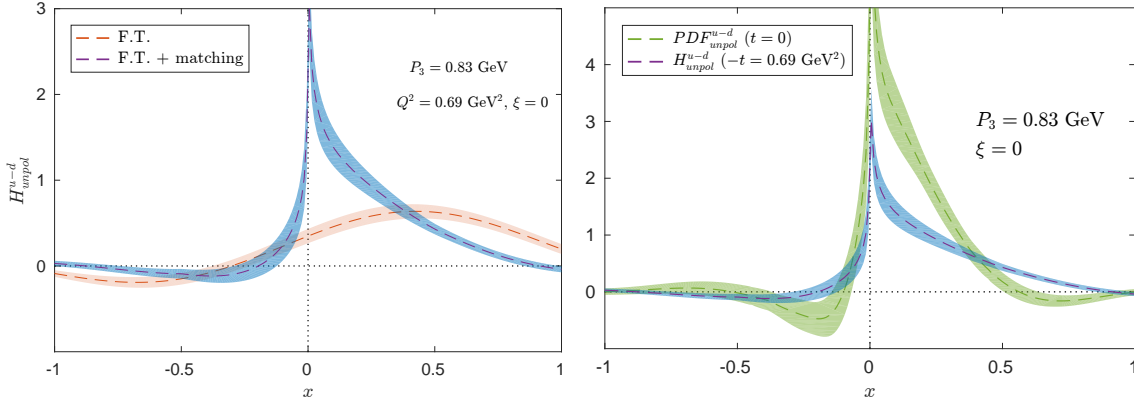 3
2
1
0
-1
-0.5
0
0.5
1
x
H^{u-d}_{unpol}
F.T.
F.T. + matching
P_3 = 0.83 GeV
Q^2 = 0.69 GeV^2, ξ = 0
4
3
2
1
0
-1
-0.5
0
0.5
1
x
PDF^{u-d}_{unpol} (t = 0)
H^{u-d}_{unpol} (−t = 0.69 GeV^2)
P_3 = 0.83 GeV
ξ = 0